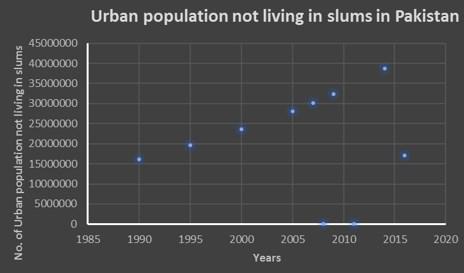 Urban population not living in slums in Pakistan
No. of Urban population not living in slums
45000000
40000000
35000000
30000000
25000000
20000000
15000000
10000000
5000000
0
1985 1990 1995 2000 2005 2010 2015 2020
Years